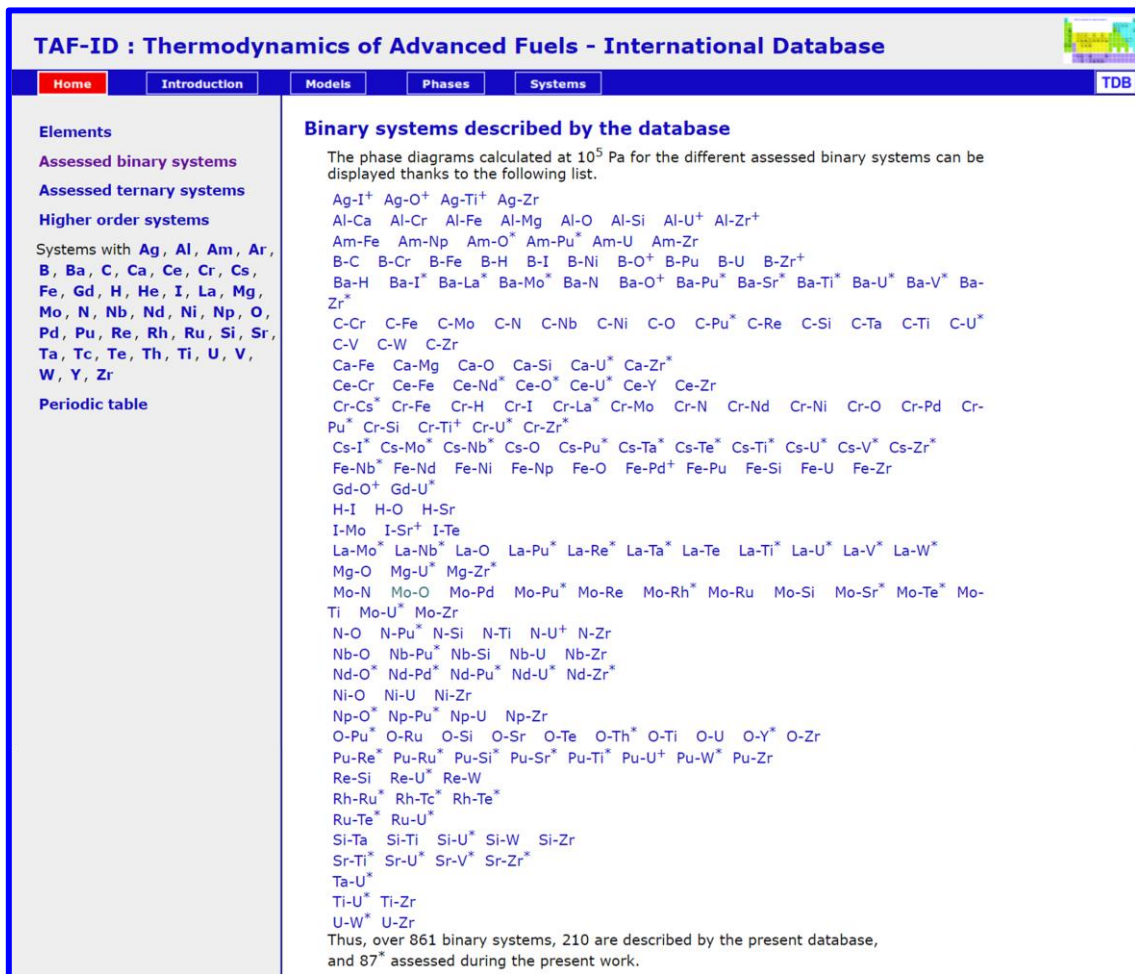 TAF-ID : Thermodynamics of Advanced Fuels - International Database
Home Introduction Models Phases Systems TDB
Elements
Assessed binary systems
Assessed ternary systems
Higher order systems
Systems with Ag, Al, Am, Ar,
B, Ba, C, Ca, Ce, Cr, Cs,
Fe, Gd, H, He, I, La, Mg,
Mo, N, Nb, Nd, Ni, Np, O,
Pd, Pu, Re, Rh, Ru, Si, Sr,
Ta, Tc, Te, Th, Ti, U, V,
W, Y, Zr
Periodic table
Binary systems described by the database
The phase diagrams calculated at 10⁵ Pa for the different assessed binary systems can be
displayed thanks to the following list.
Ag-I⁺ Ag-O⁺ Ag-Ti⁺ Ag-Zr
Al-Ca Al-Cr Al-Fe Al-Mg Al-O Al-Si Al-U⁺ Al-Zr⁺
Am-Fe Am-Np Am-O* Am-Pu* Am-U Am-Zr
B-C B-Cr B-Fe B-H B-I B-Ni B-O⁺ B-Pu B-U B-Zr⁺
Ba-H Ba-I* Ba-La* Ba-Mo* Ba-N Ba-O⁺ Ba-Pu* Ba-Sr* Ba-Ti* Ba-U* Ba-V* Ba-
Zr*
C-Cr C-Fe C-Mo C-N C-Nb C-Ni C-O C-Pu* C-Re C-Si C-Ta C-Ti C-U*
C-V C-W C-Zr
Ca-Fe Ca-Mg Ca-O Ca-Si Ca-U* Ca-Zr*
Ce-Cr Ce-Fe Ce-Nd* Ce-O* Ce-U* Ce-Y Ce-Zr
Cr-Cs* Cr-Fe Cr-H Cr-I Cr-La* Cr-Mo Cr-N Cr-Nd Cr-Ni Cr-O Cr-Pd Cr-
Pu* Cr-Si Cr-Ti⁺ Cr-U* Cr-Zr*
Cs-I* Cs-Mo* Cs-Nb* Cs-O Cs-Pu* Cs-Ta* Cs-Te* Cs-Ti* Cs-U* Cs-V* Cs-Zr*
Fe-Nb* Fe-Nd Fe-Ni Fe-Np Fe-O Fe-Pd⁺ Fe-Pu Fe-Si Fe-U Fe-Zr
Gd-O⁺ Gd-U*
H-I H-O H-Sr
I-Mo I-Sr⁺ I-Te
La-Mo* La-Nb* La-O La-Pu* La-Re* La-Ta* La-Te La-Ti* La-U* La-V* La-W*
Mg-O Mg-U* Mg-Zr*
Mo-N Mo-O Mo-Pd Mo-Pu* Mo-Re Mo-Rh* Mo-Ru Mo-Si Mo-Sr* Mo-Te* Mo-
Ti Mo-U* Mo-Zr
N-O N-Pu* N-Si N-Ti N-U⁺ N-Zr
Nb-O Nb-Pu* Nb-Si Nb-U Nb-Zr
Nd-O* Nd-Pd* Nd-Pu* Nd-U* Nd-Zr*
Ni-O Ni-U Ni-Zr
Np-O* Np-Pu* Np-U Np-Zr
O-Pu* O-Ru O-Si O-Sr O-Te O-Th* O-Ti O-U O-Y* O-Zr
Pu-Re* Pu-Ru* Pu-Si* Pu-Sr* Pu-Ti* Pu-U⁺ Pu-W* Pu-Zr
Re-Si Re-U* Re-W
Rh-Ru* Rh-Tc* Rh-Te*
Ru-Te* Ru-U*
Si-Ta Si-Ti Si-U* Si-W Si-Zr
Sr-Ti* Sr-U* Sr-V* Sr-Zr*
Ta-U*
Ti-U* Ti-Zr
U-W* U-Zr
Thus, over 861 binary systems, 210 are described by the present database,
and 87* assessed during the present work.